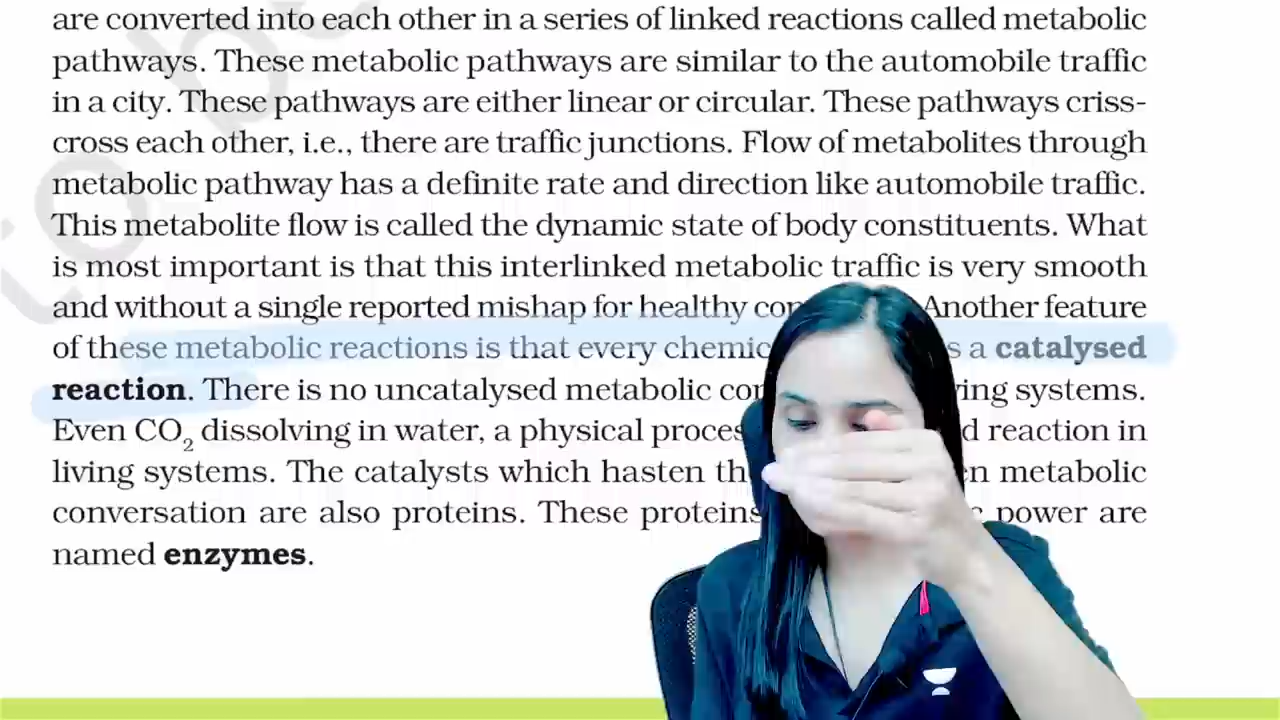 are converted into each other in a series of linked reactions called metabolic
pathways. These metabolic pathways are similar to the automobile traffic
in a city. These pathways are either linear or circular. These pathways criss-
cross each other, i.e., there are traffic junctions. Flow of metabolites through
metabolic pathway has a definite rate and direction like automobile traffic.
This metabolite flow is called the dynamic state of body constituents. What
is most important is that this interlinked metabolic traffic is very smooth
and without a single reported mishap for healthy Another feature
of these metabolic reactions is that every a catalysed
reaction. There is no uncatalysed metabolic systems.
Even CO2 dissolving in water, a physical reaction in
living systems. The catalysts which hasten metabolic
conversation are also proteins. These proteins power are
named enzymes.